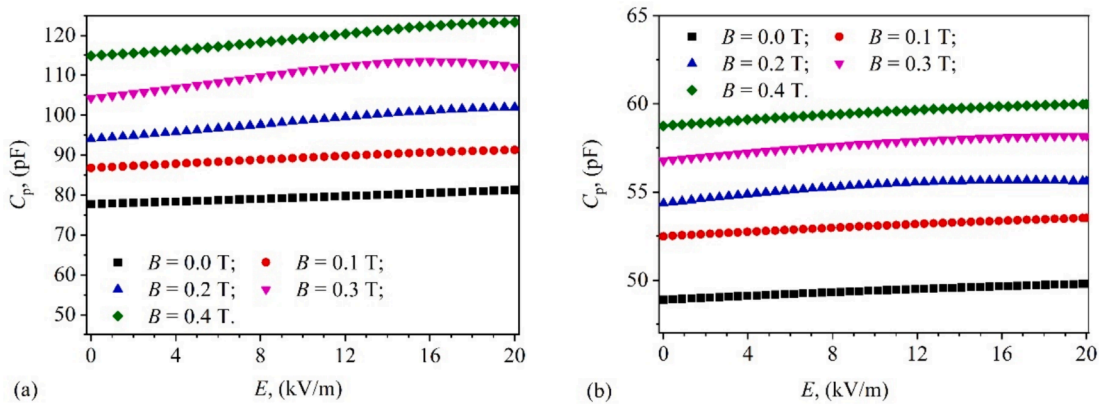 120
110
100
90
80
70
60
50
Cp, (pF)
B = 0.0 T; B = 0.1 T;
B = 0.2 T; B = 0.3 T;
B = 0.4 T.
0 4 8 12 16 20
(a) E, (kV/m)
65
60
55
50
Cp, (pF)
B = 0.0 T; B = 0.1 T;
B = 0.2 T; B = 0.3 T;
B = 0.4 T.
0 4 8 12 16 20
(b) E, (kV/m)